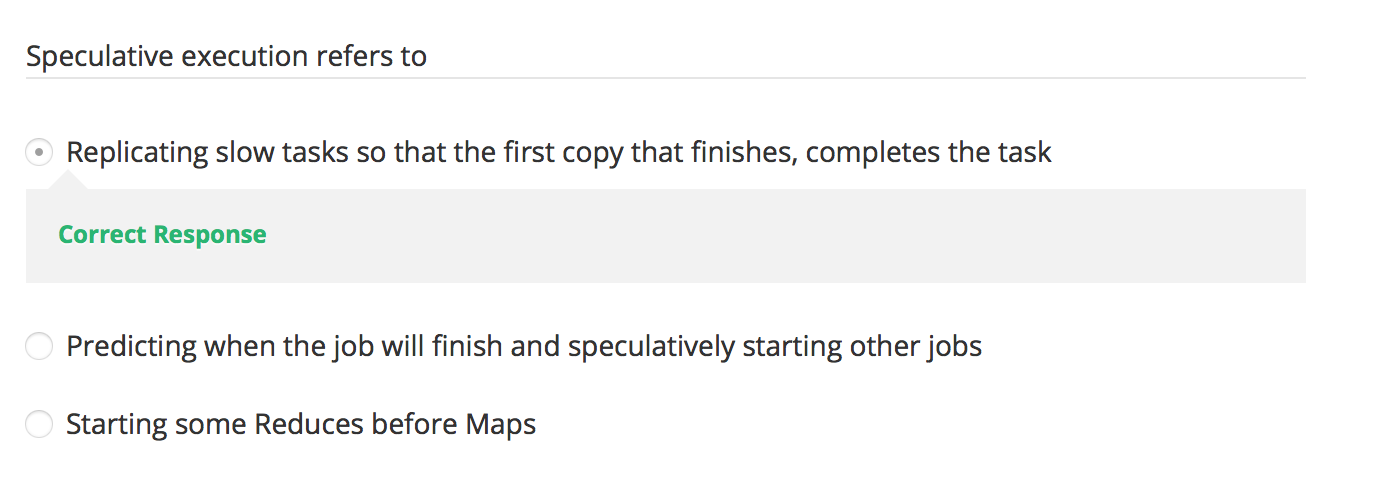 Speculative execution refers to
Replicating slow tasks so that the first copy that finishes, completes the task
Correct Response
Predicting when the job will finish and speculatively starting other jobs
Starting some Reduces before Maps